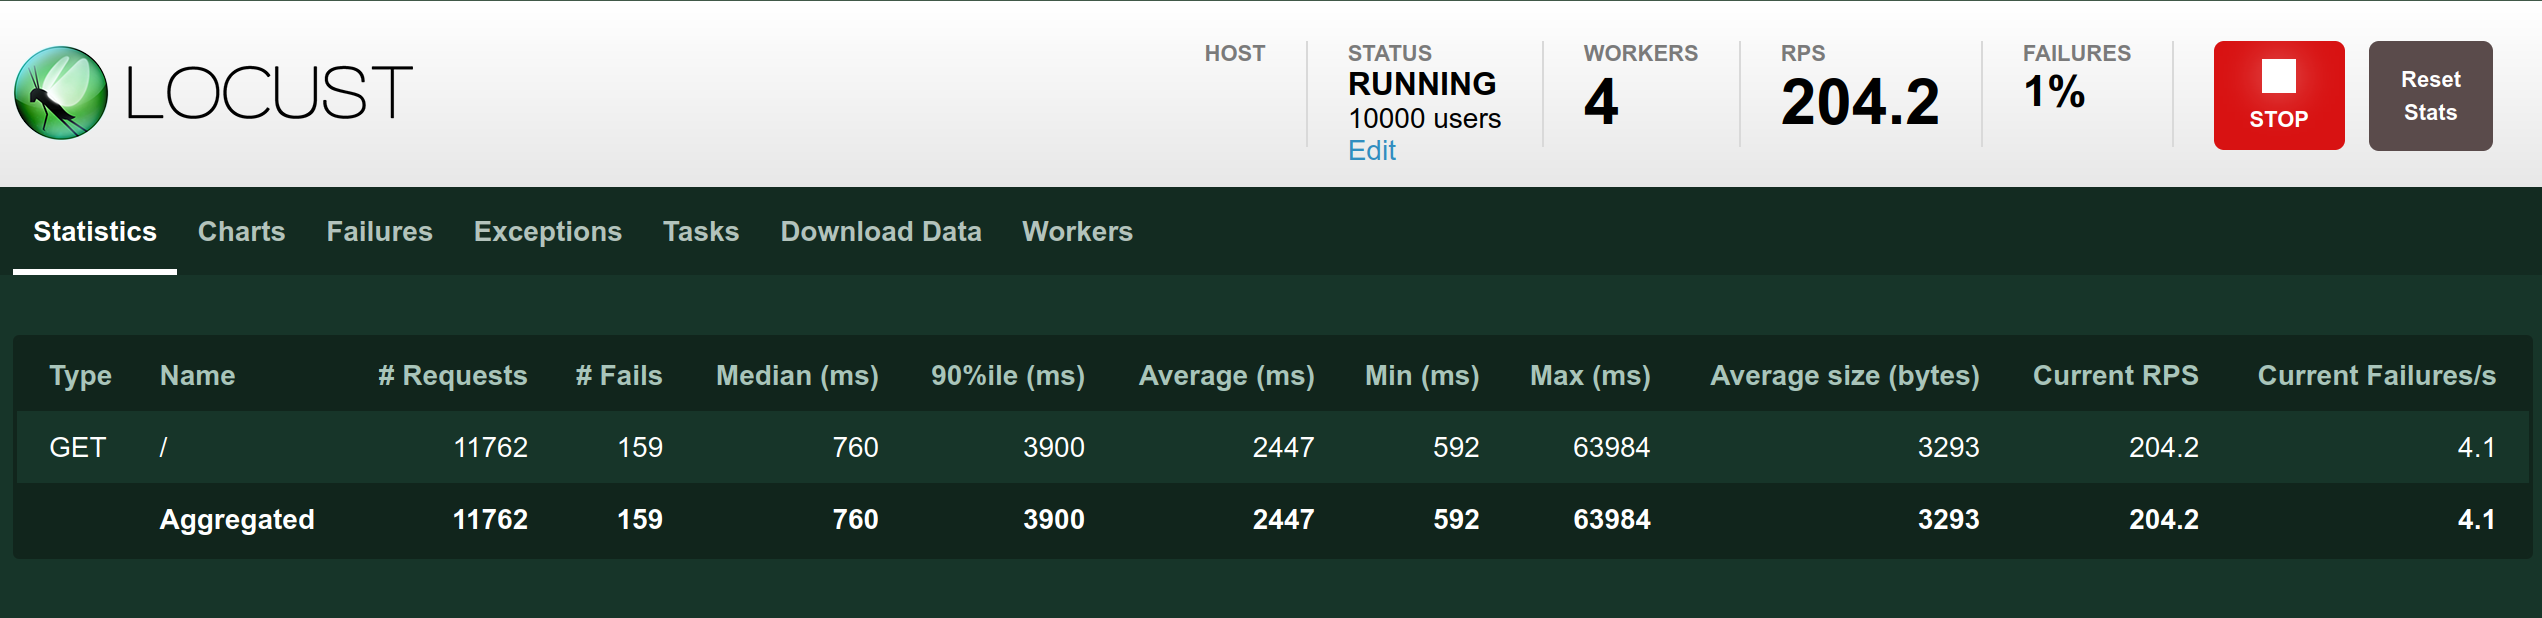 LOCUST
HOST
STATUS
RUNNING
10000 users
Edit
WORKERS
4
RPS
204.2
FAILURES
1%
STOP
Reset
Stats
Statistics Charts Failures Exceptions Tasks Download Data Workers
Type Name # Requests # Fails Median (ms) 90%ile (ms) Average (ms) Min (ms) Max (ms) Average size (bytes) Current RPS Current Failures/s
GET / 11762 159 760 3900 2447 592 63984 3293 204.2 4.1
Aggregated 11762 159 760 3900 2447 592 63984 3293 204.2 4.1